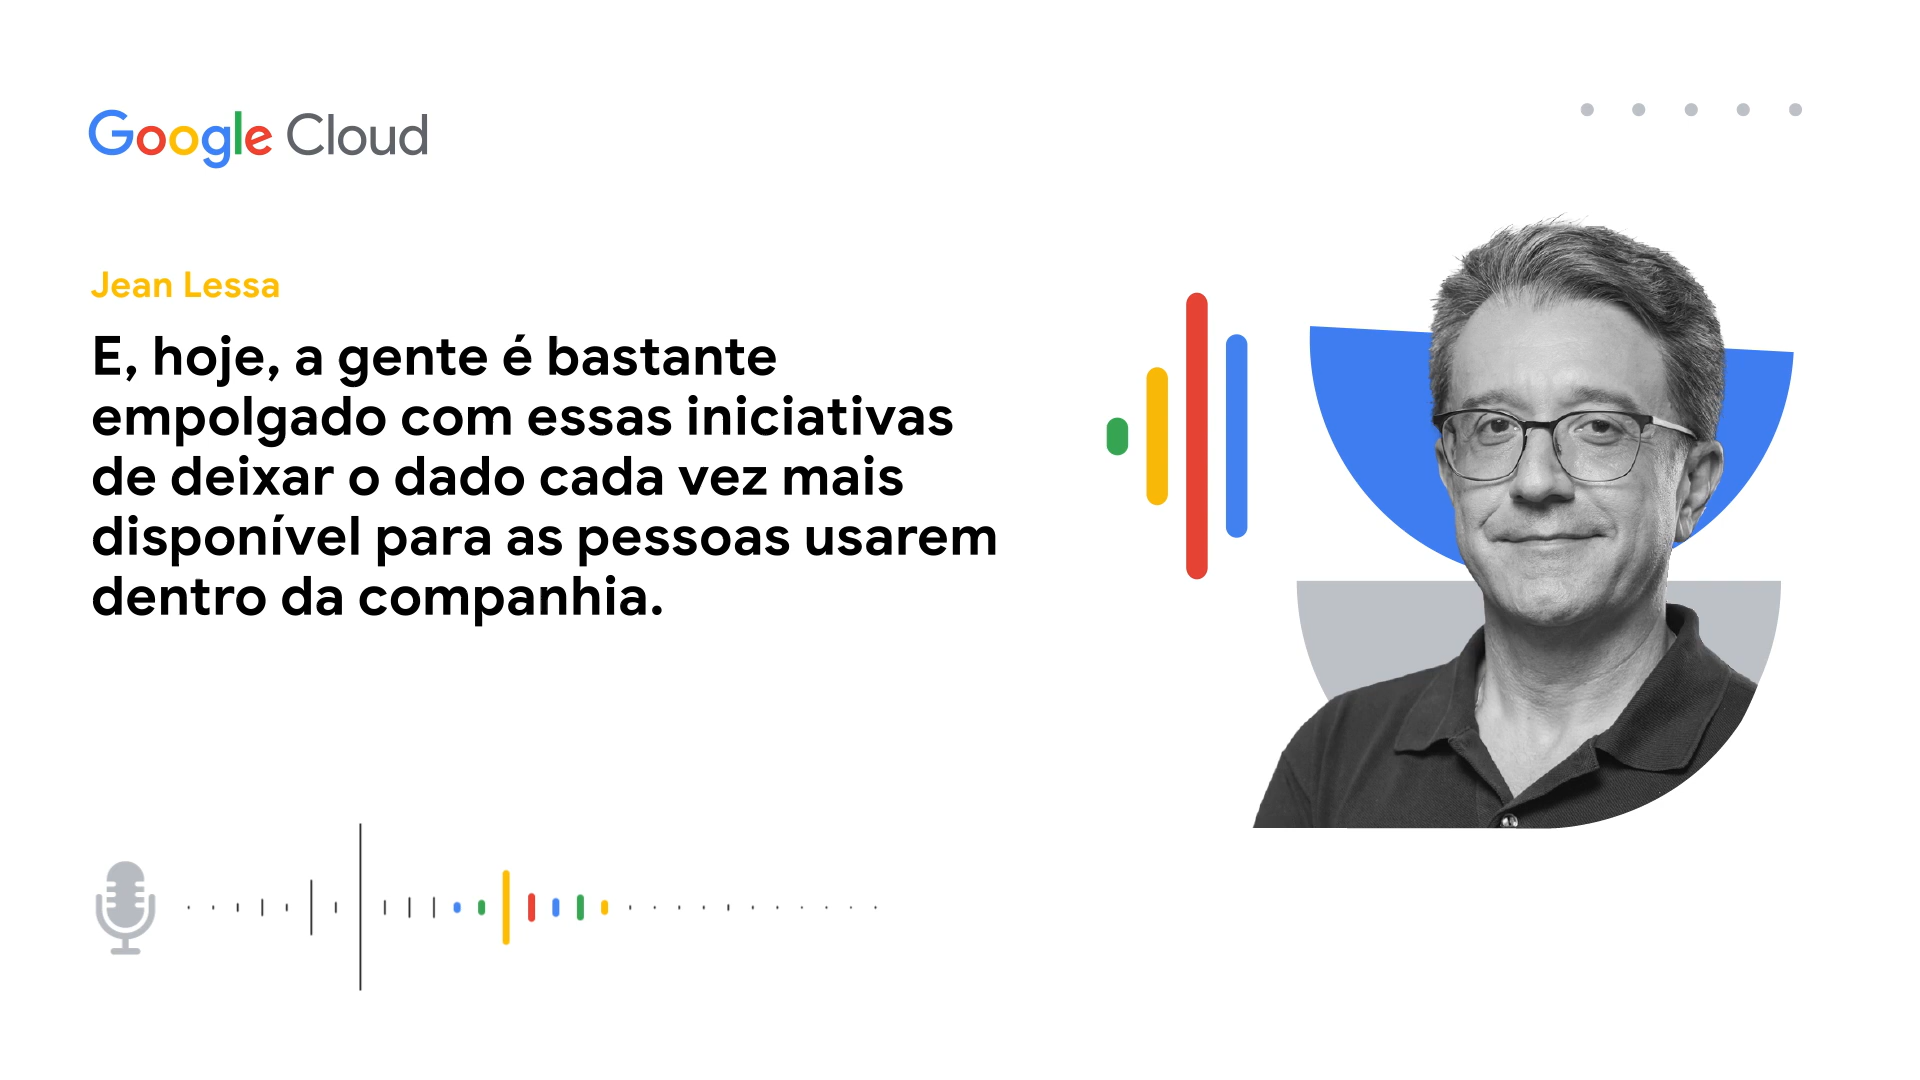 Google Cloud
Jean Lessa
E, hoje, a gente é bastante
empolgado com essas iniciativas
de deixar o dado cada vez mais
disponível para as pessoas usarem
dentro da companhia.